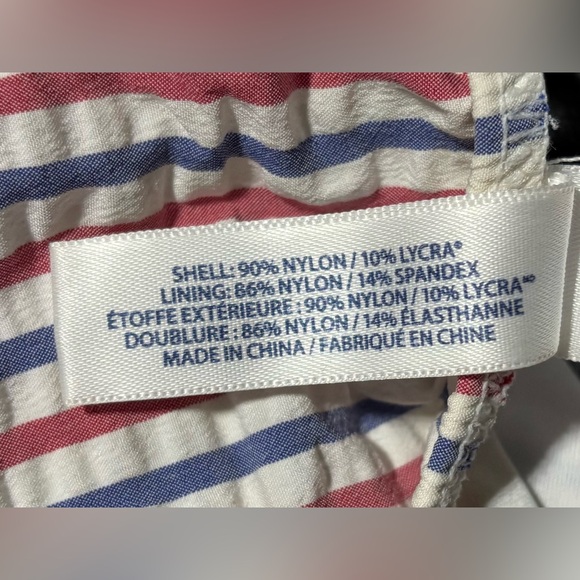 SHELL: 90% NYLON / 10% LYCRA®
LINING: 86% NYLON / 14% SPANDEX
ÉTOFFE EXTÉRIEURE : 90% NYLON / 10% LYCRA MD
DOUBLURE : 86% NYLON / 14% ÉLASTHANNE
MADE IN CHINA / FABRIQUÉ EN CHINE